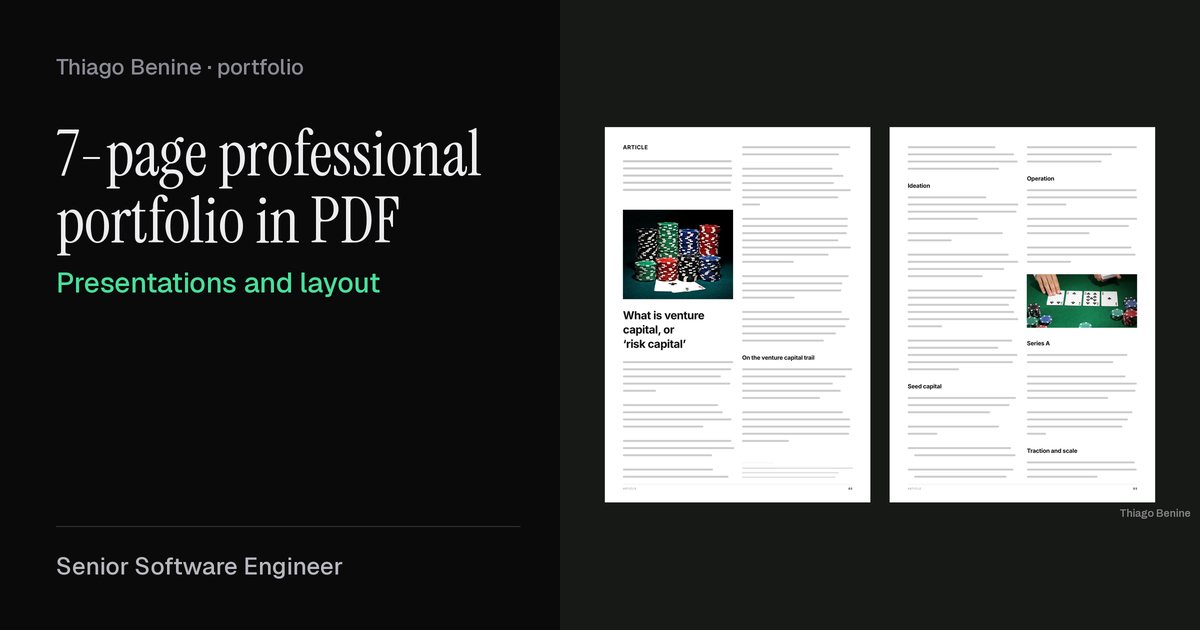 Thiago Benine · portfolio
7-page professional
portfolio in PDF
Presentations and layout
Senior Software Engineer
ARTICLE
What is venture
capital, or
‘risk capital’
On the venture capital trail
ARTICLE
Ideation
Seed capital
Operation
Series A
Traction and scale
ARTICLE
Thiago Benine